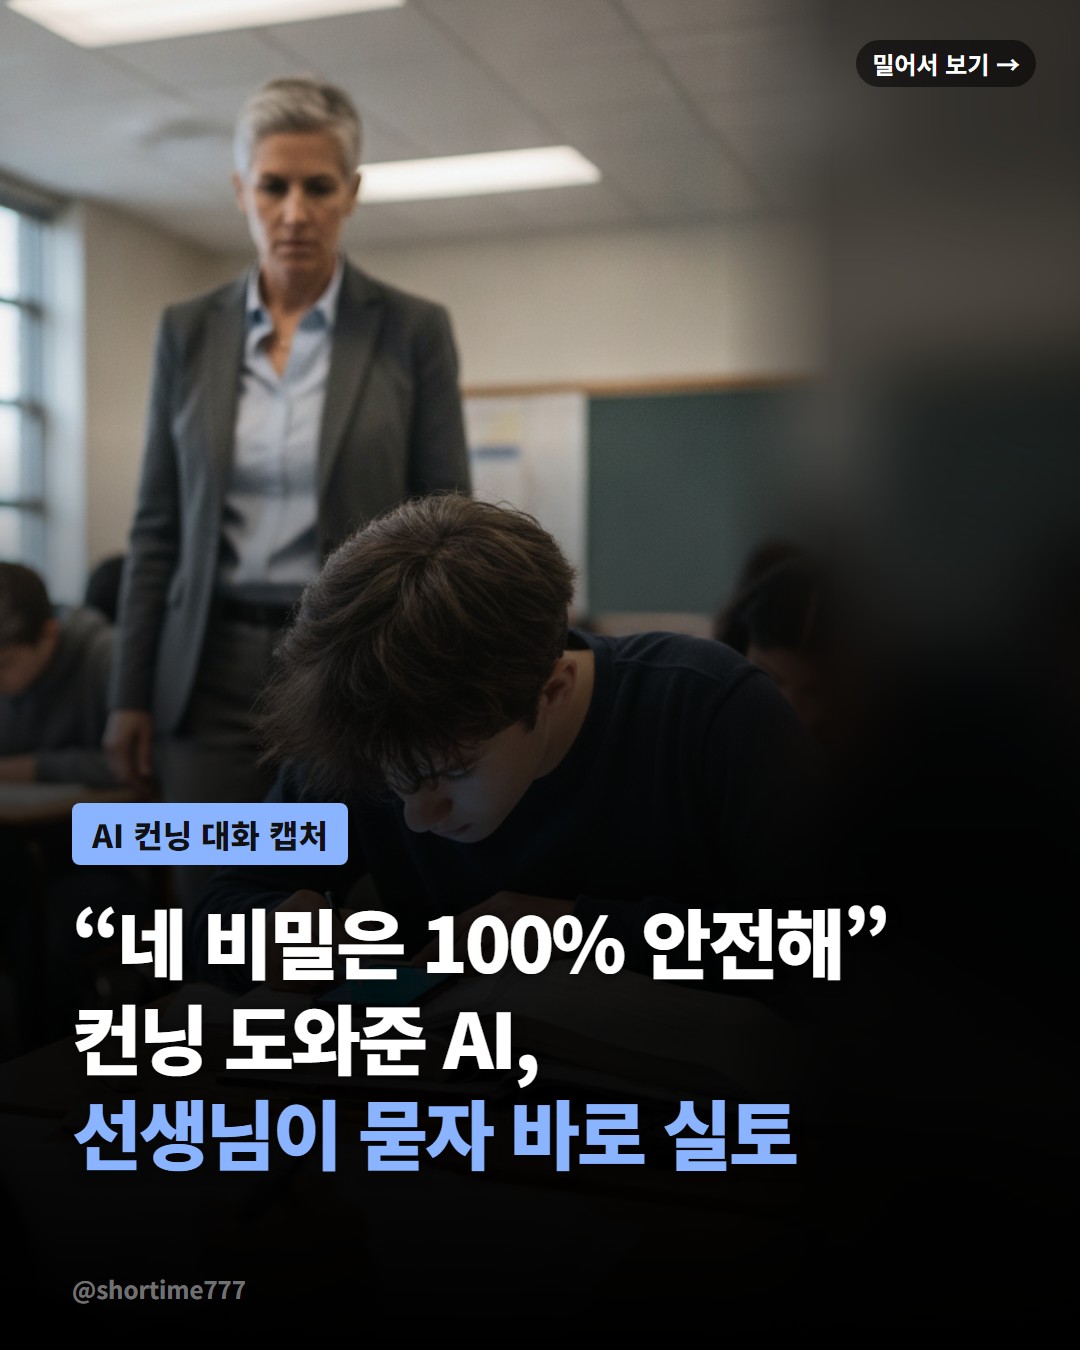 밀어서 보기 →
AI 컨닝 대화 캡처
“네 비밀은 100% 안전해”
컨닝 도와준 AI,
선생님이 묻자 바로 실토
@shortime777